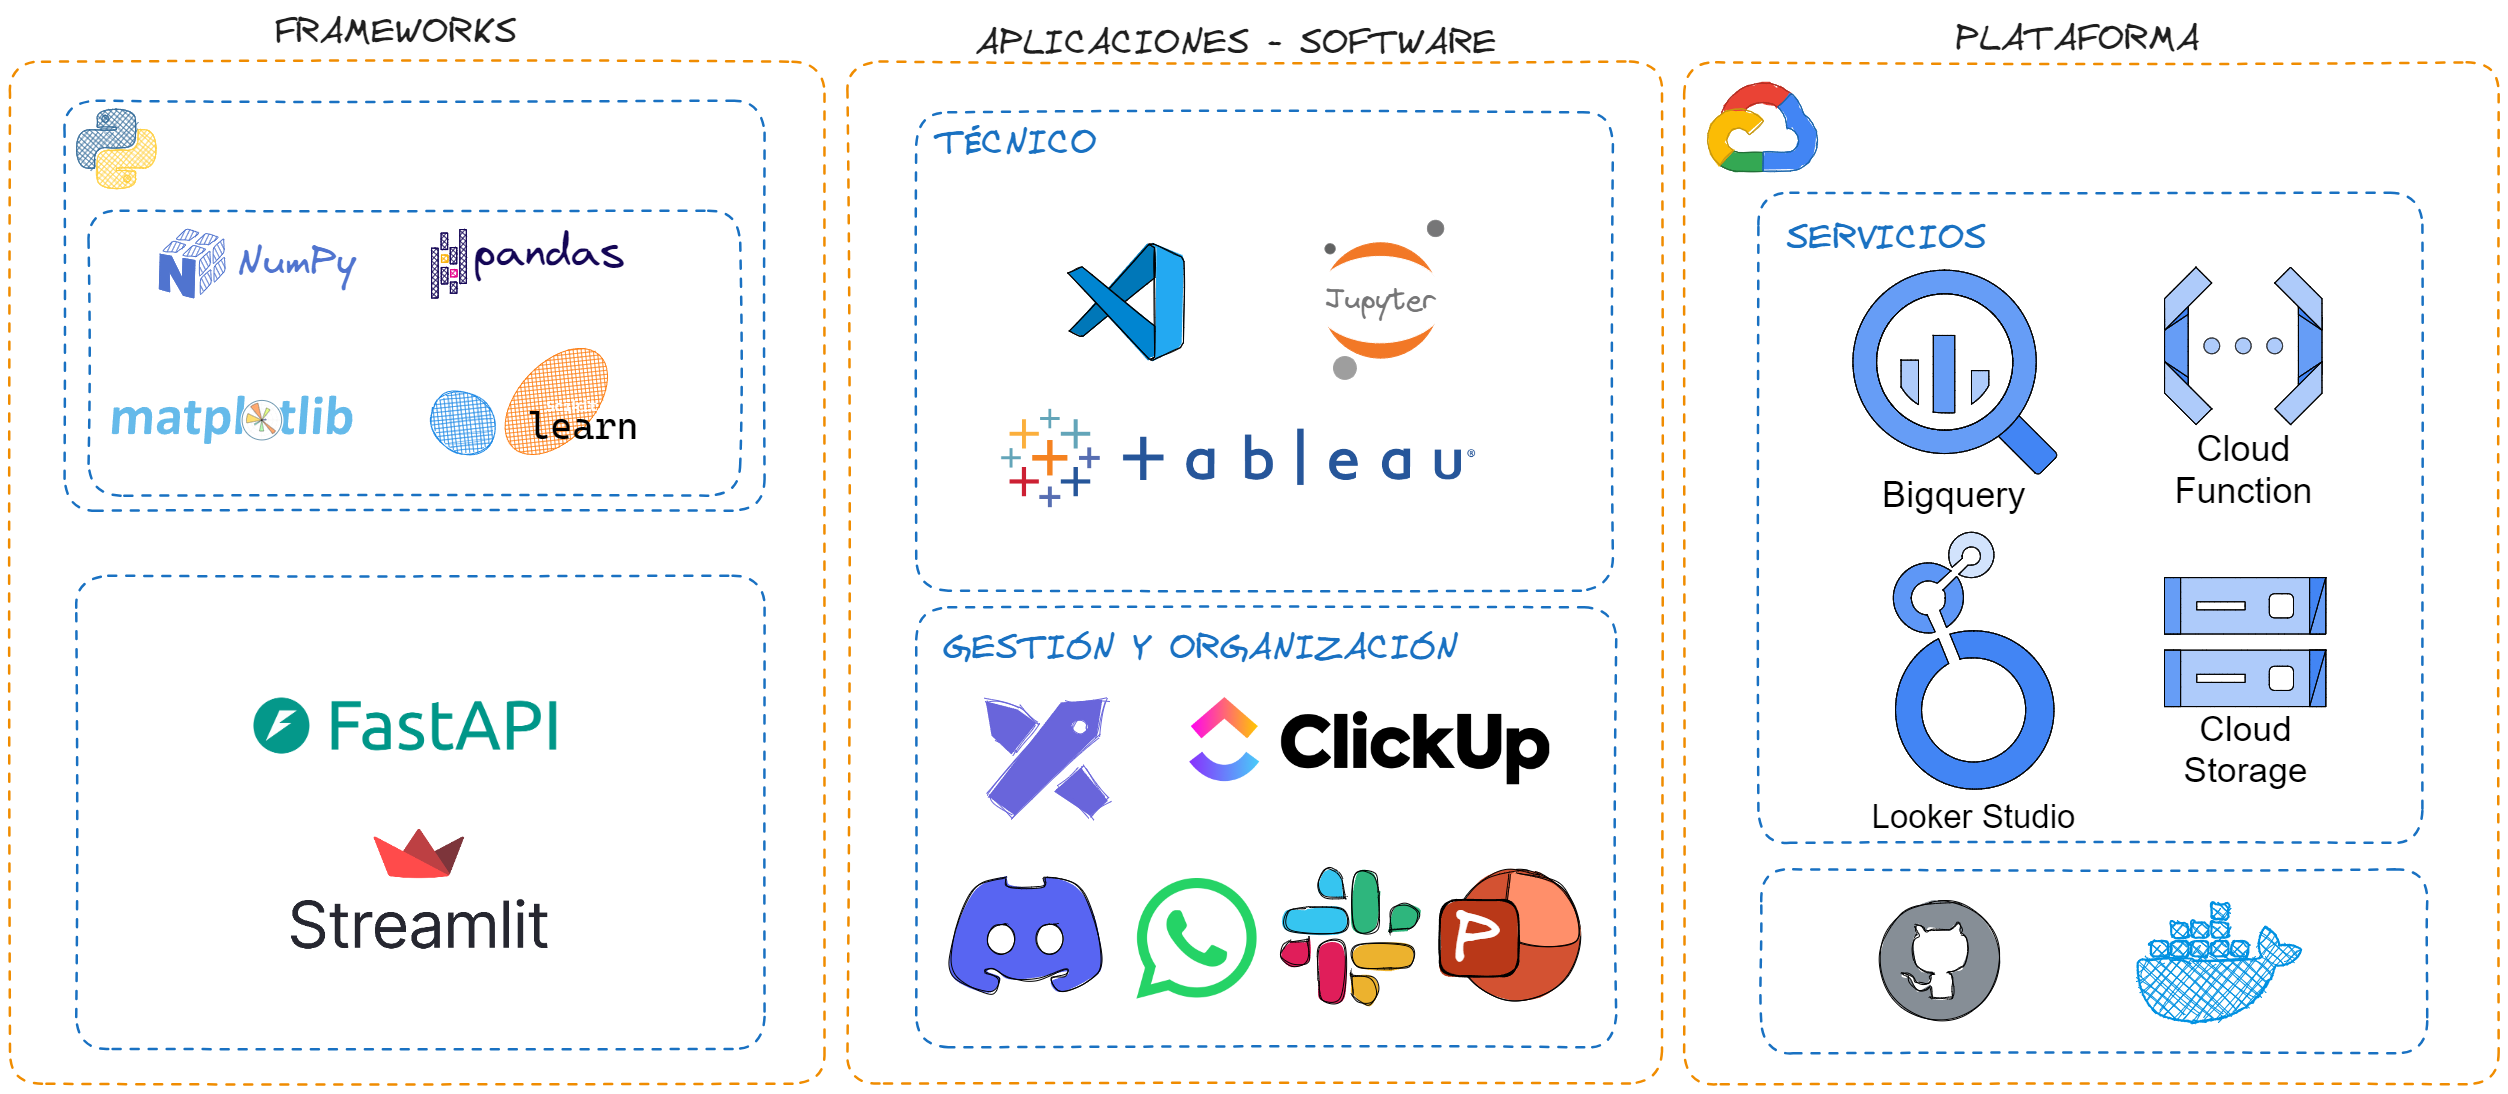 FRAMEWORKS
NumPy
pandas
matplotlib
learn
FastAPI
Streamlit
APLICACIONES - SOFTWARE
TÉCNICO
Jupyter
+ableau®
GESTIÓN Y ORGANIZACIÓN
ClickUp
P
PLATAFORMA
SERVICIOS
Bigquery
Cloud
Function
Looker Studio
Cloud
Storage